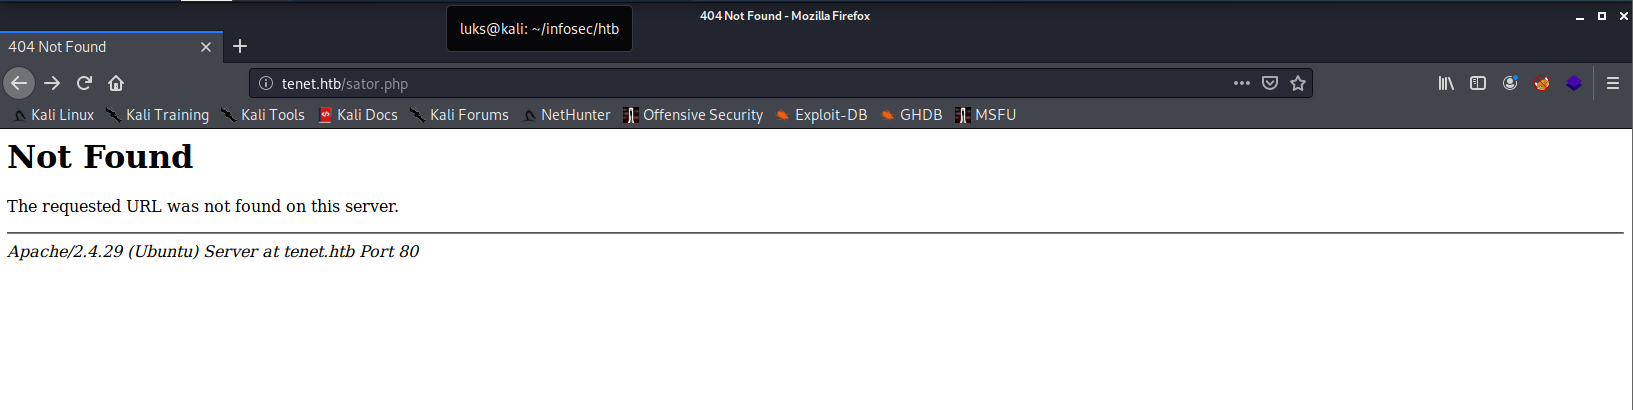 404 Not Found - Mozilla Firefox
luks@kali: ~/infosec/htb
404 Not Found
tenet.htb/sator.php
Kali Linux Kali Training Kali Tools Kali Docs Kali Forums NetHunter Offensive Security Exploit-DB GHDB MSFU
Not Found
The requested URL was not found on this server.
Apache/2.4.29 (Ubuntu) Server at tenet.htb Port 80